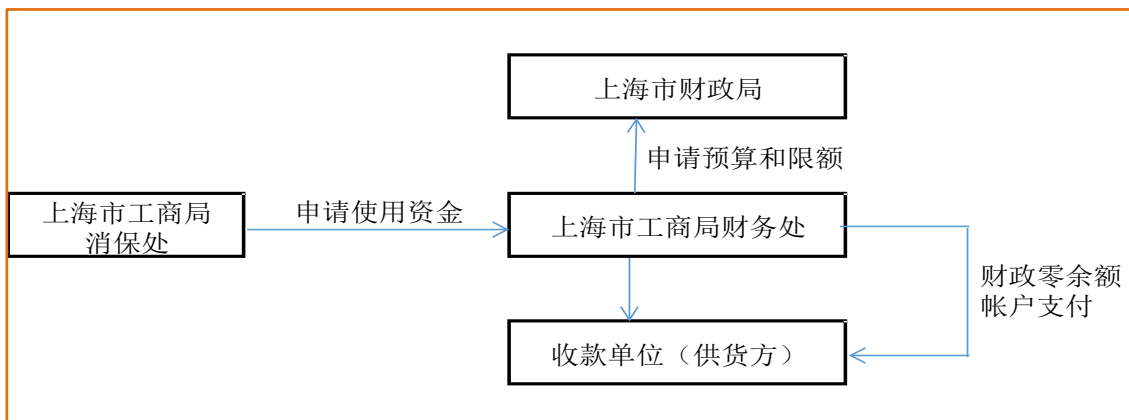 上海市财政局
申请预算和限额
上海市工商局
消保处
申请使用资金
上海市工商局财务处
财政零余额
帐户支付
收款单位（供货方）